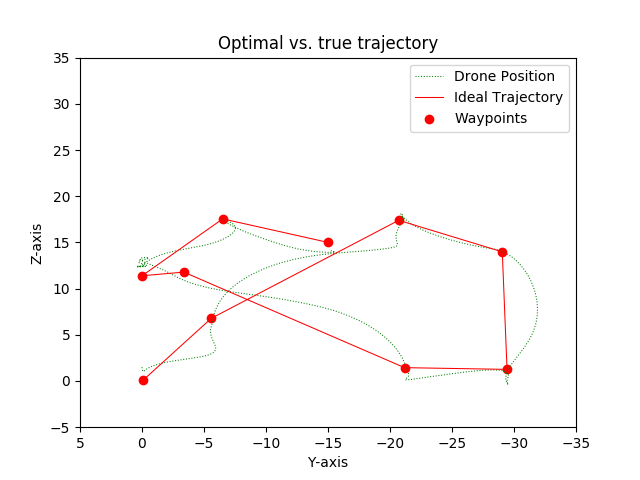 Optimal vs. true trajectory
Drone Position
Ideal Trajectory
Waypoints
35
30
25
20
15
10
5
0
−5
Z-axis
5 0 −5 −10 −15 −20 −25 −30 −35
Y-axis